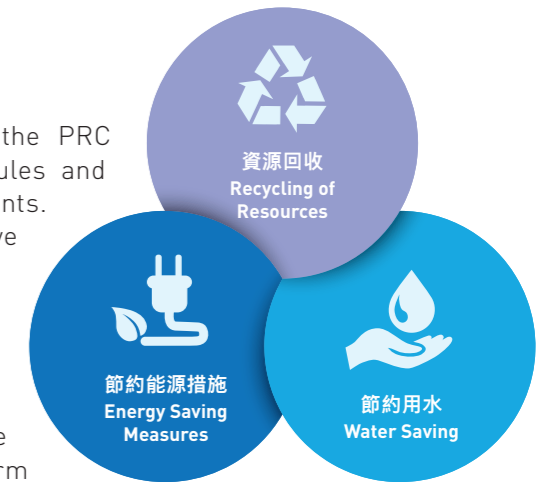 the PRC
ules and
nts.
ve
e
rm
資源回收
Recycling of
Resources
節約能源措施
Energy Saving
Measures
節約用水
Water Saving